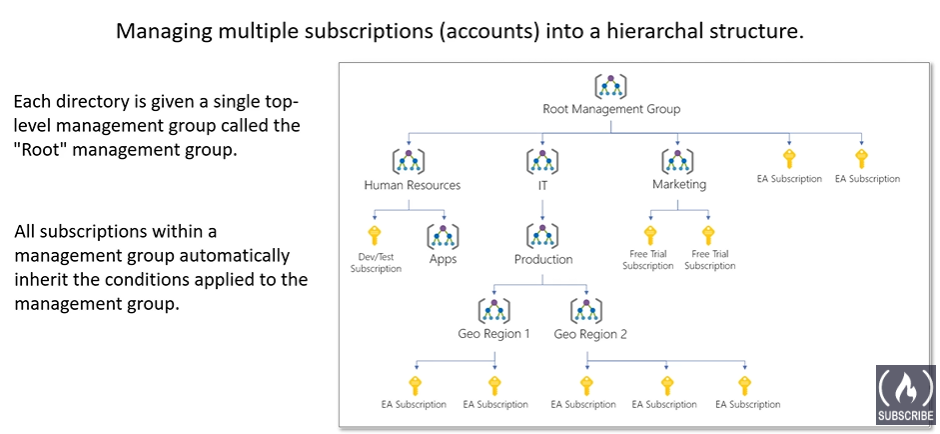 Managing multiple subscriptions (accounts) into a hierarchal structure.
Each directory is given a single top-
level management group called the
"Root" management group.
All subscriptions within a
management group automatically
inherit the conditions applied to the
management group.
Root Management Group
Human Resources
IT
Marketing
EA Subscription
EA Subscription
Dev/Test
Subscription
Apps
Production
Free Trial
Subscription
Free Trial
Subscription
Geo Region 1
Geo Region 2
EA Subscription
EA Subscription
EA Subscription
EA Subscription
EA Subscription
SUBSCRIBE